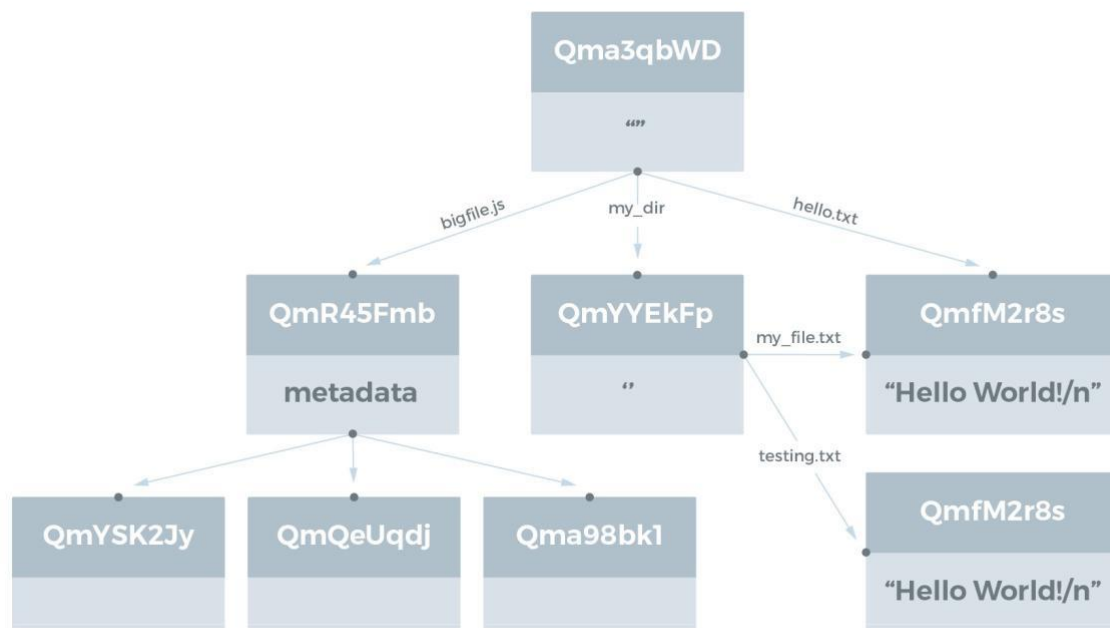 Qma3qbWD
“”
bigfile.js
my_dir
hello.txt
QmR45Fmb
QmYYEkFp
QmfM2r8s
my_file.txt
metadata
‘’
“Hello World!/n”
testing.txt
QmYSK2Jy
QmQeUqdj
Qma98bk1
QmfM2r8s
“Hello World!/n”